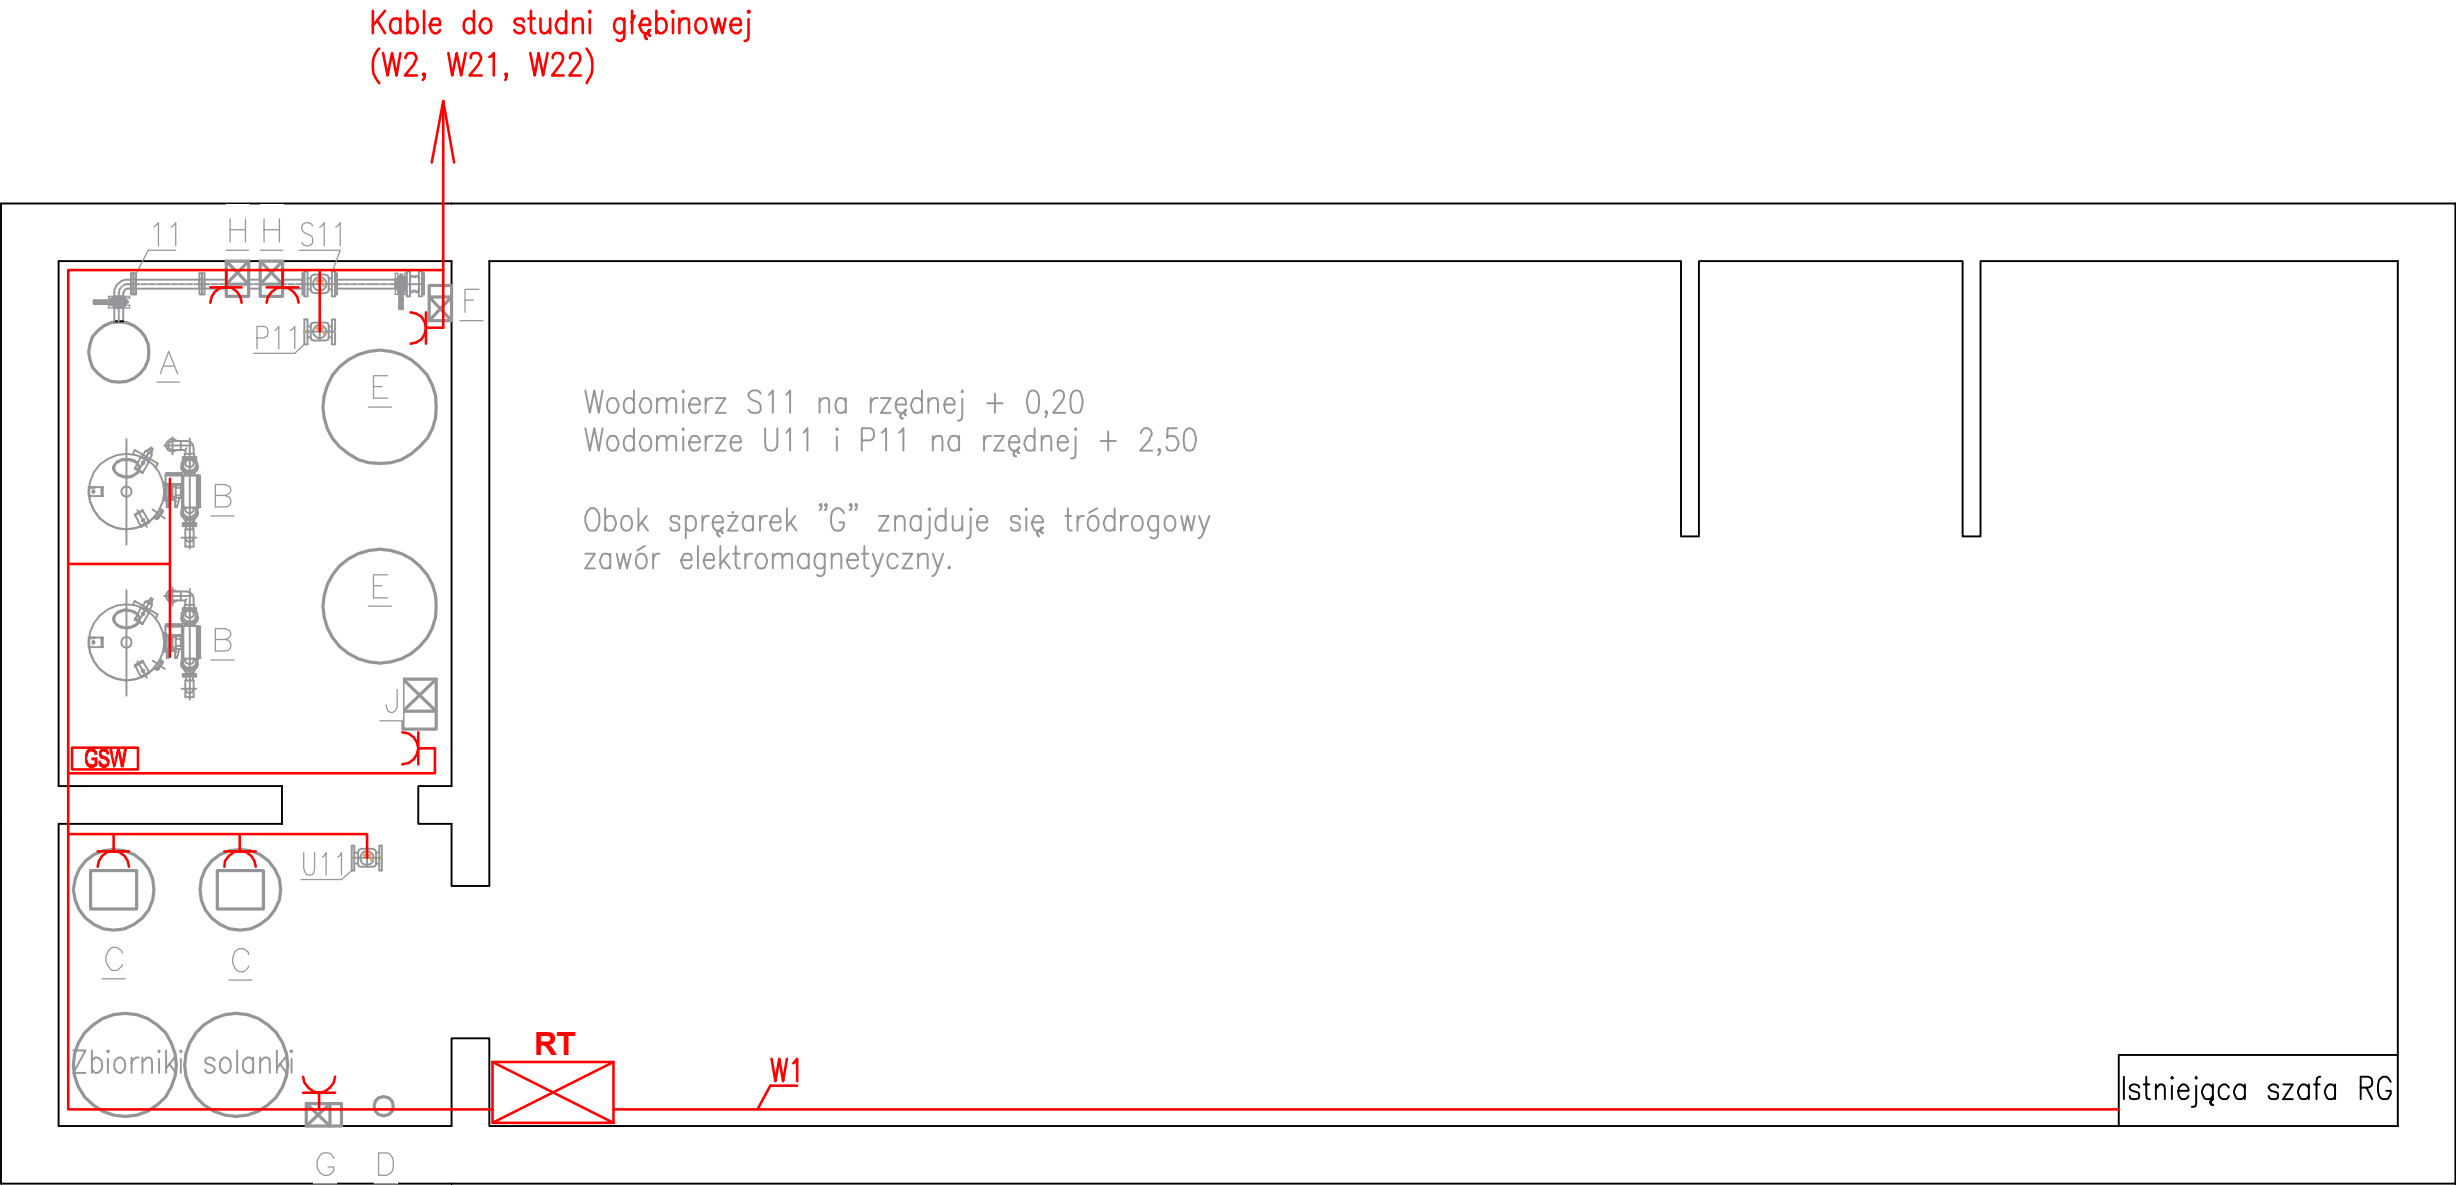 Kable do studni głębinowej
(W2, W21, W22)
11
H
H
S11
F
P11
A
E
Wodomierz S11 na rzędnej + 0,20
Wodomierze U11 i P11 na rzędnej + 2,50
B
Obok sprężarek "G" znajduje się tródrogowy
zawór elektromagnetyczny.
E
B
J
GSW
U11
C
C
RT
Zbiorniki solanki
W1
Istniejąca szafa RG
G
D